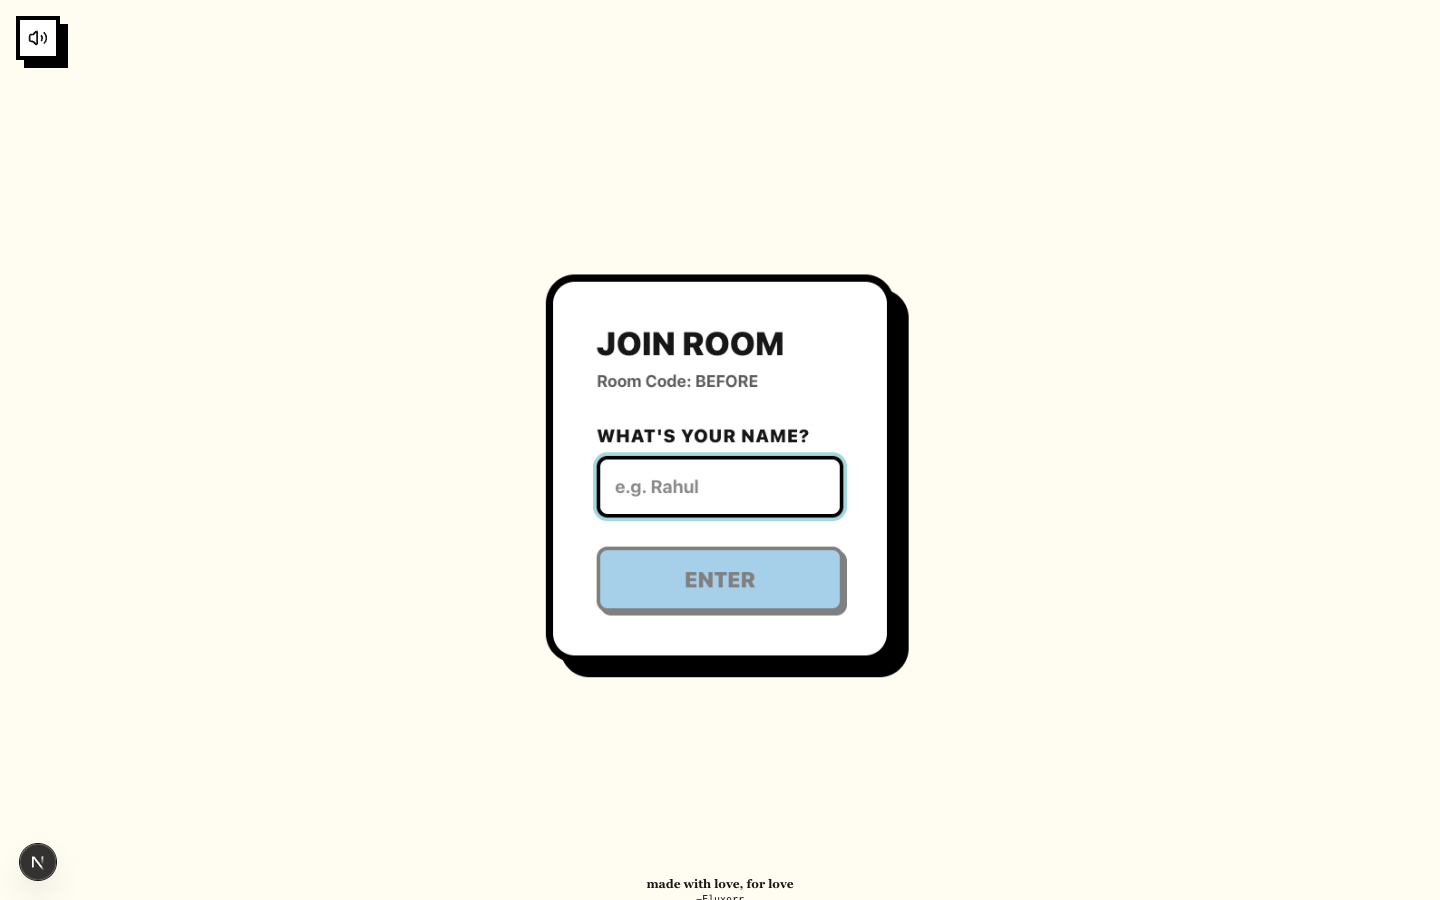 JOIN ROOM
Room Code: BEFORE
WHAT'S YOUR NAME?
e.g. Rahul
ENTER
N
made with love, for love